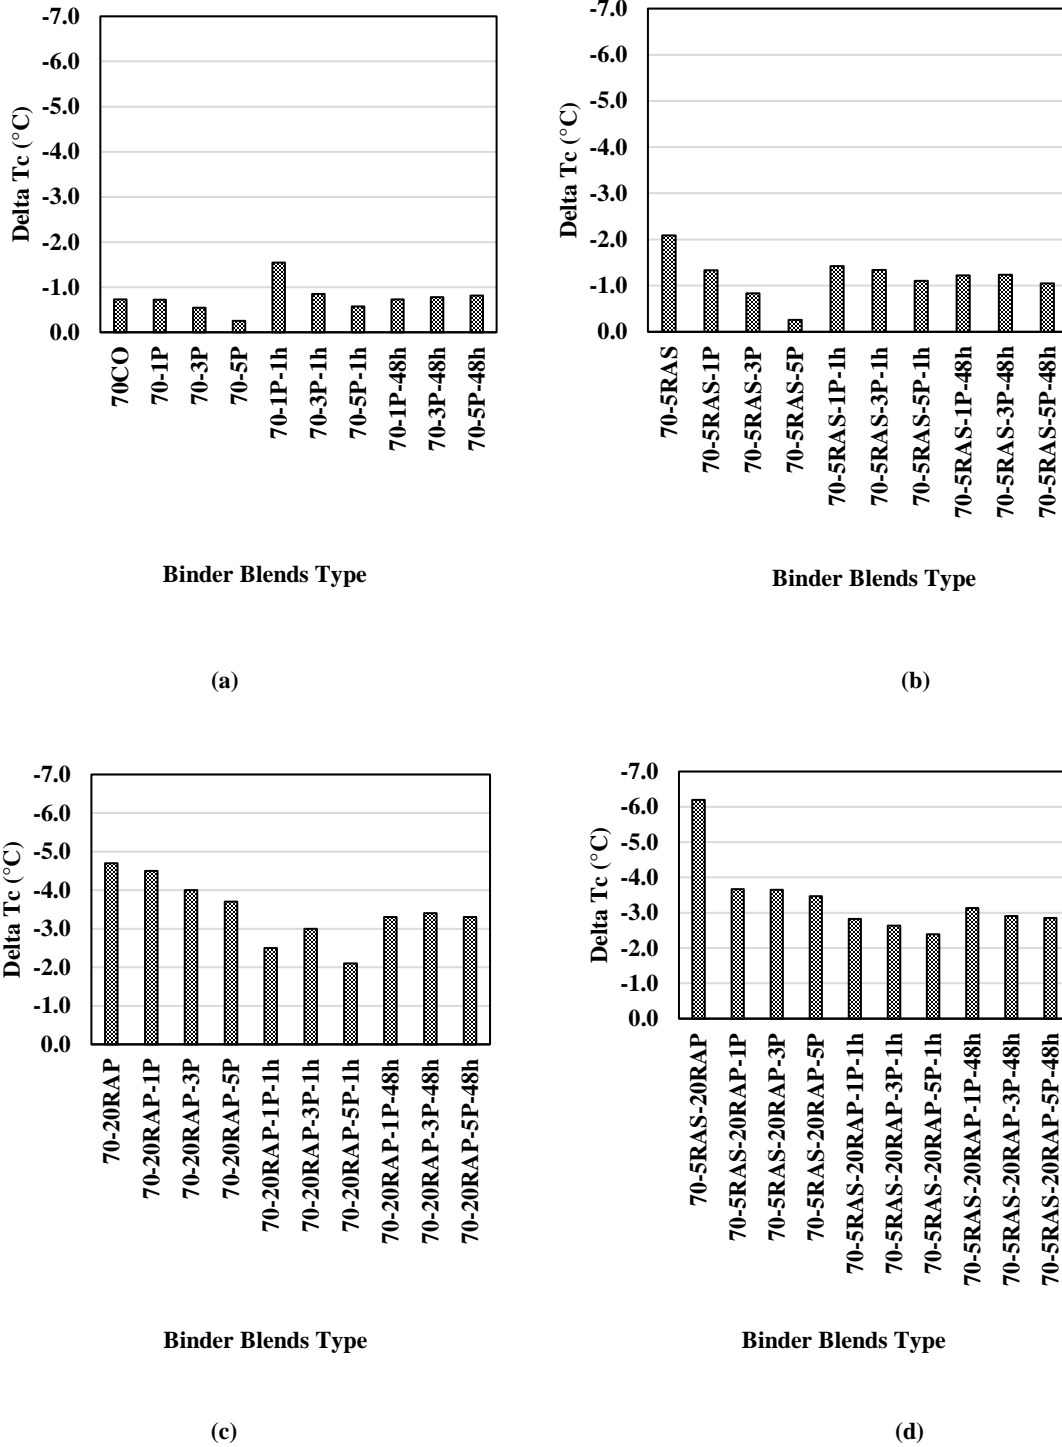 -7.0
-6.0
-5.0
-4.0
-3.0
-2.0
-1.0
0.0
Delta Tc (°C)
70CO
70-1P
70-3P
70-5P
70-1P-1h
70-3P-1h
70-5P-1h
70-1P-48h
70-3P-48h
70-5P-48h
Binder Blends Type
(a)
-7.0
-6.0
-5.0
-4.0
-3.0
-2.0
-1.0
0.0
Delta Tc (°C)
70-5RAS
70-5RAS-1P
70-5RAS-3P
70-5RAS-5P
70-5RAS-1P-1h
70-5RAS-3P-1h
70-5RAS-5P-1h
70-5RAS-1P-48h
70-5RAS-3P-48h
70-5RAS-5P-48h
Binder Blends Type
(b)
-7.0
-6.0
-5.0
-4.0
-3.0
-2.0
-1.0
0.0
Delta Tc (°C)
70-20RAP
70-20RAP-1P
70-20RAP-3P
70-20RAP-5P
70-20RAP-1P-1h
70-20RAP-3P-1h
70-20RAP-5P-1h
70-20RAP-1P-48h
70-20RAP-3P-48h
70-20RAP-5P-48h
Binder Blends Type
(c)
-7.0
-6.0
-5.0
-4.0
-3.0
-2.0
-1.0
0.0
Delta Tc (°C)
70-5RAS-20RAP
70-5RAS-20RAP-1P
70-5RAS-20RAP-3P
70-5RAS-20RAP-5P
70-5RAS-20RAP-1P-1h
70-5RAS-20RAP-3P-1h
70-5RAS-20RAP-5P-1h
70-5RAS-20RAP-1P-48h
70-5RAS-20RAP-3P-48h
70-5RAS-20RAP-5P-48h
Binder Blends Type
(d)